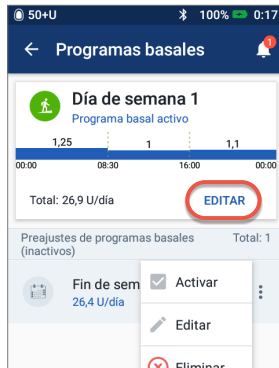 50+U 100% 0:17
Programas basales
1
Día de semana 1
Programa basal activo
1,25 1 1,1
00:00 08:30 16:00 00:00
Total: 26,9 U/día EDITAR
Preajustes de programas basales Total: 1
(inactivos)
Fin de sem Activar
26,4 U/día
Editar
Eliminar